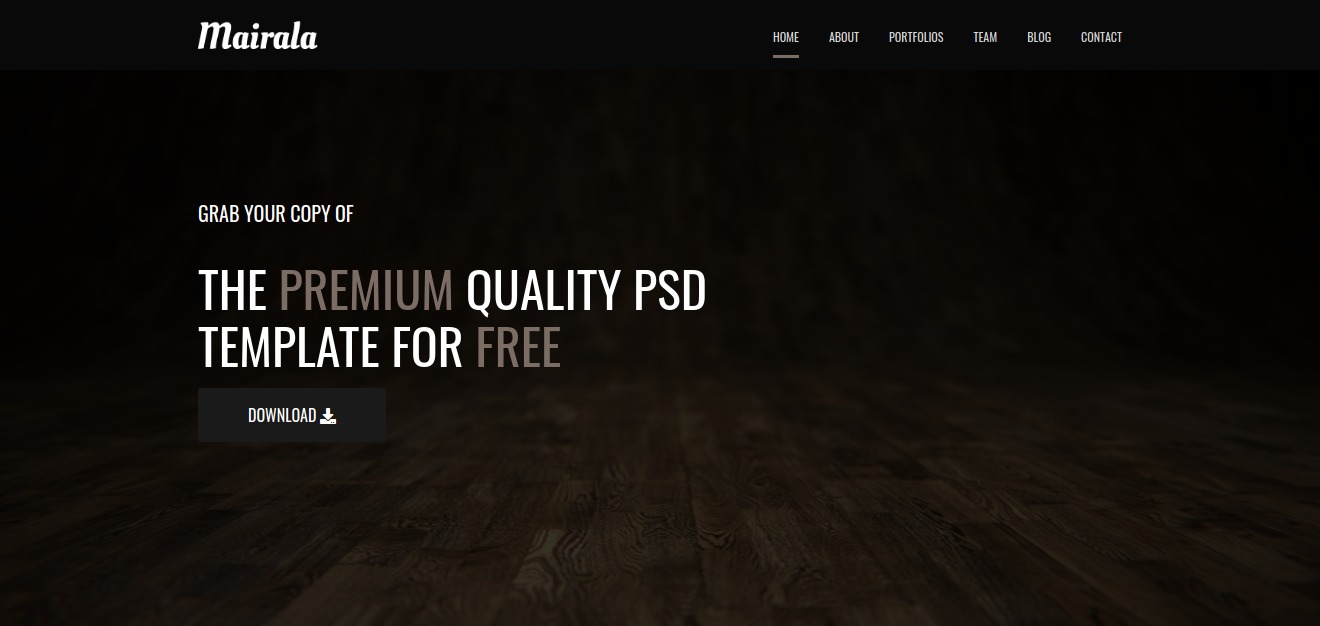 Mairala
HOME ABOUT PORTFOLIOS TEAM BLOG CONTACT
GRAB YOUR COPY OF
THE PREMIUM QUALITY PSD
TEMPLATE FOR FREE
DOWNLOAD